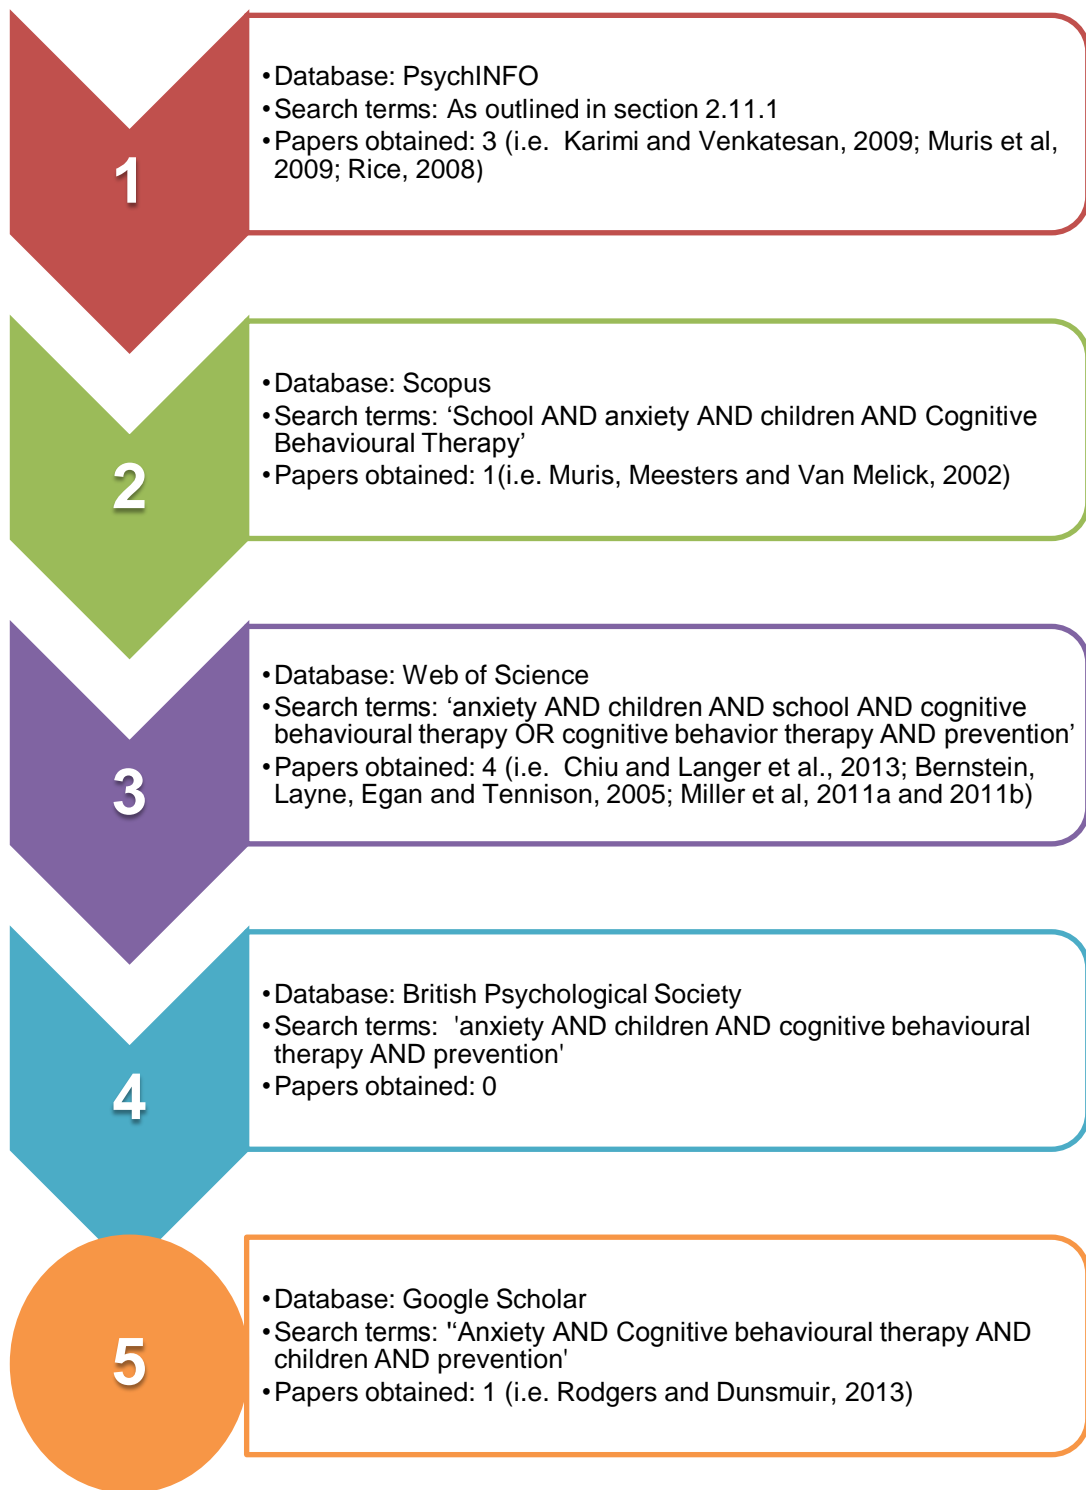 1
•Database: PsychINFO
•Search terms: As outlined in section 2.11.1
•Papers obtained: 3 (i.e. Karimi and Venkatesan, 2009; Muris et al,
2009; Rice, 2008)
2
•Database: Scopus
•Search terms: ‘School AND anxiety AND children AND Cognitive
Behavioural Therapy’
•Papers obtained: 1(i.e. Muris, Meesters and Van Melick, 2002)
3
•Database: Web of Science
•Search terms: ‘anxiety AND children AND school AND cognitive
behavioural therapy OR cognitive behavior therapy AND prevention’
•Papers obtained: 4 (i.e. Chiu and Langer et al., 2013; Bernstein,
Layne, Egan and Tennison, 2005; Miller et al, 2011a and 2011b)
4
•Database: British Psychological Society
•Search terms: 'anxiety AND children AND cognitive behavioural
therapy AND prevention'
•Papers obtained: 0
5
•Database: Google Scholar
•Search terms: "Anxiety AND Cognitive behavioural therapy AND
children AND prevention'
•Papers obtained: 1 (i.e. Rodgers and Dunsmuir, 2013)